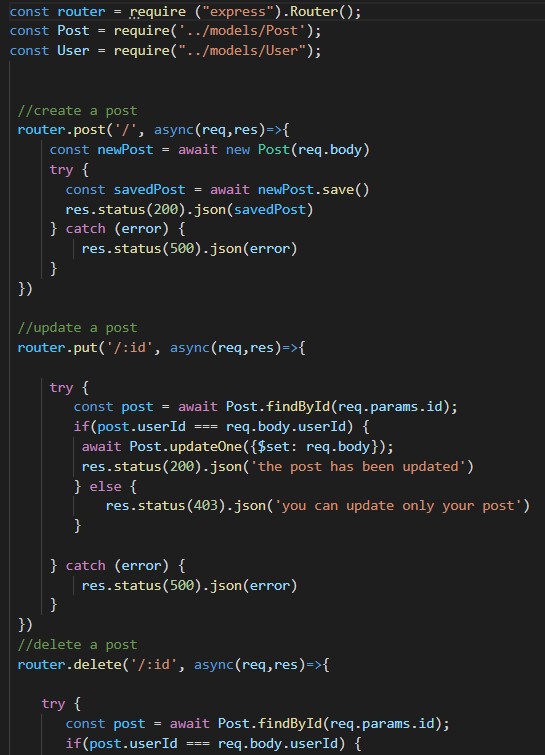 const router = require ("express").Router();
const Post = require('../models/Post');
const User = require("../models/User");
//create a post
router.post('/', async(req,res)=>{
const newPost = await new Post(req.body)
try {
const savedPost = await newPost.save()
res.status(200).json(savedPost)
} catch (error) {
res.status(500).json(error)
}
})
//update a post
router.put('/:id', async(req,res)=>{
try {
const post = await Post.findById(req.params.id);
if(post.userId === req.body.userId) {
await Post.updateOne({$set: req.body});
res.status(200).json('the post has been updated')
} else {
res.status(403).json('you can update only your post')
}
} catch (error) {
res.status(500).json(error)
}
})
//delete a post
router.delete('/:id', async(req,res)=>{
try {
const post = await Post.findById(req.params.id);
if(post.userId === req.body.userId) {